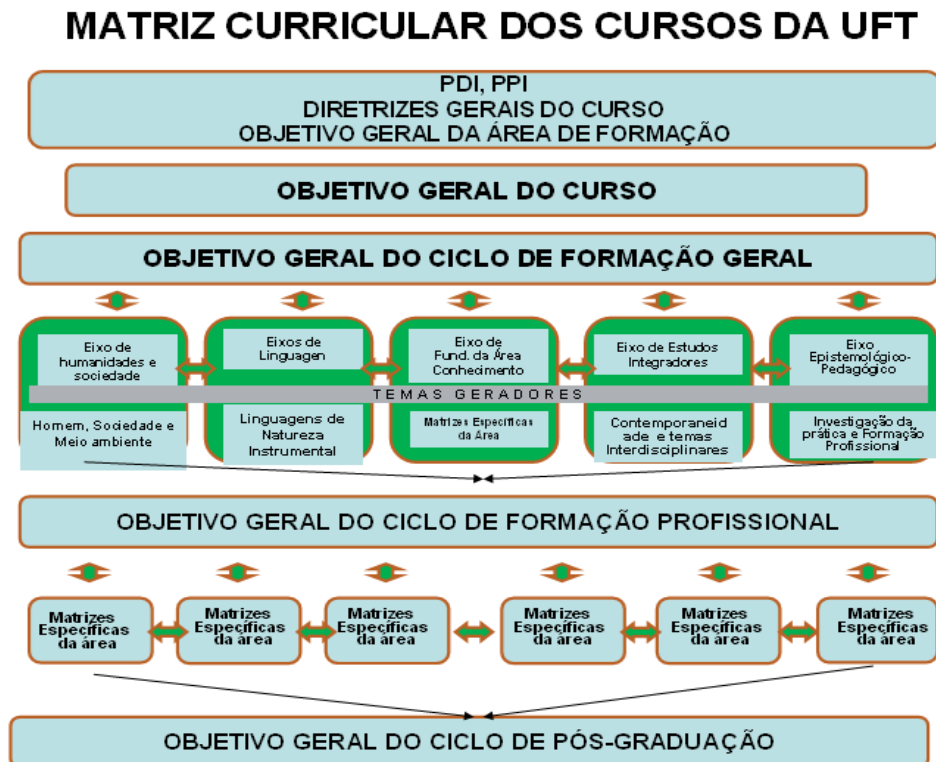 MATRIZ CURRICULAR DOS CURSOS DA UFT
PDI, PPI
DIRETRIZES GERAIS DO CURSO
OBJETIVO GERAL DA ÁREA DE FORMAÇÃO
OBJETIVO GERAL DO CURSO
OBJETIVO GERAL DO CICLO DE FORMAÇÃO GERAL
Eixo de
humanidades e
sociedade
Eixos de
Linguagen
Eixo de
Fund. da Área
Conhecimento
Eixo de Estudos
Integradores
Eixo
Epistemológico-
Pedagógico
TEMAS GERADORES
Homem, Sociedade e
Meio ambiente
Linguagens de
Natureza
Instrumental
Matrizes Específicas
da Área
Contemporaneid
ade e temas
Interdisciplinares
Investigação da
prática e Formação
Profissional
OBJETIVO GERAL DO CICLO DE FORMAÇÃO PROFISSIONAL
Matrizes
Específicas
da área
Matrizes
Específicas
da área
Matrizes
Específicas
da área
Matrizes
Específicas
da área
Matrizes
Específicas
da área
Matrizes
Específicas
da área
OBJETIVO GERAL DO CICLO DE PÓS-GRADUAÇÃO